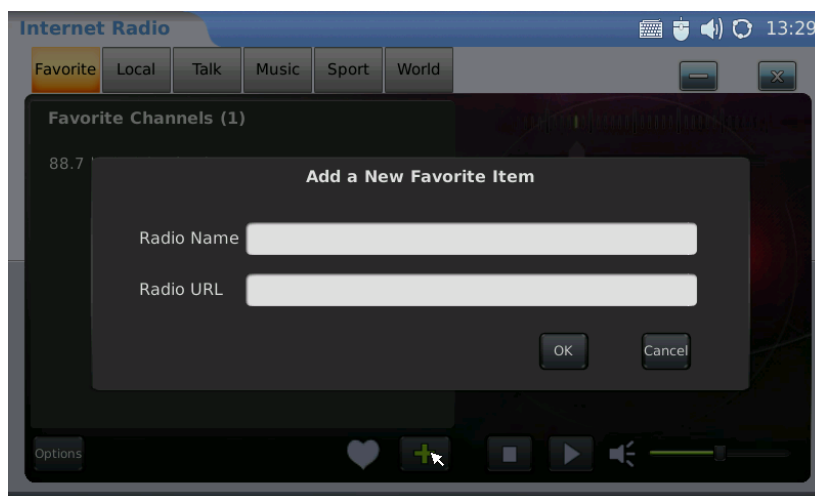 Internet Radio 13:29
Favorite Local Talk Music Sport World
Favorite Channels (1)
88.7
Add a New Favorite Item
Radio Name
Radio URL
OK Cancel
Options